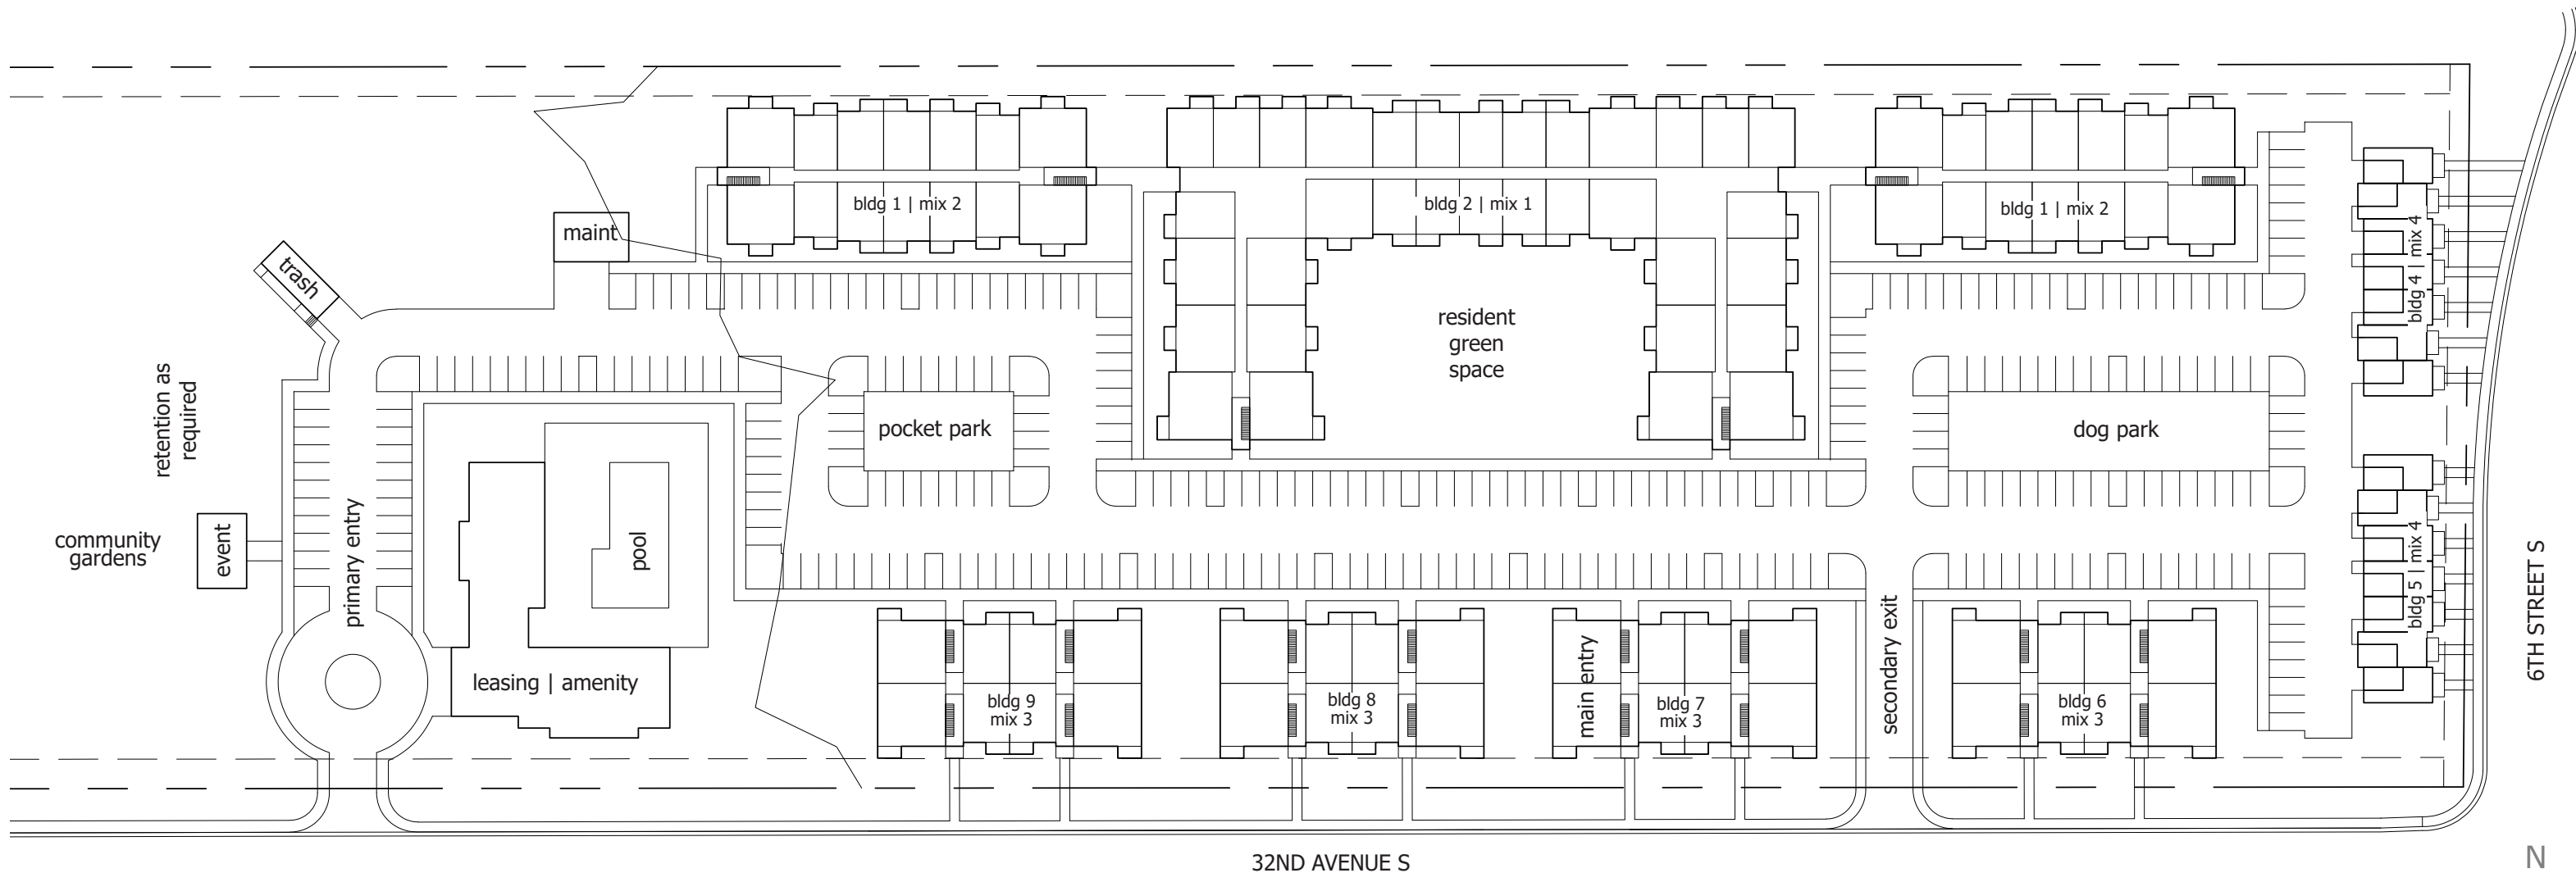 bldg 1 | mix 2
bldg 2 | mix 1
bldg 1 | mix 2
maint
trash
bldg 4 | mix 4
resident
green
space
retention as
required
pocket park
dog park
primary entry
community
gardens
event
pool
bldg 5 | mix 4
6TH STREET S
leasing | amenity
bldg 9
mix 3
bldg 8
mix 3
main entry
bldg 7
mix 3
secondary exit
bldg 6
mix 3
32ND AVENUE S
N